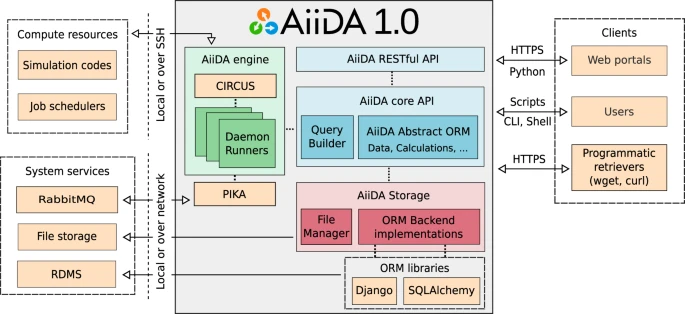 AiiDA 1.0
Compute resources
Simulation codes
Job schedulers
Local or over SSH
System services
RabbitMQ
File storage
RDMS
Local or over network
AiiDA engine
CIRCUS
Daemon
Runners
PIKA
AiiDA RESTful API
AiiDA core API
Query
Builder
AiiDA Abstract ORM
Data, Calculations, ...
AiiDA Storage
File
Manager
ORM Backend
implementations
ORM libraries
Django
SQLAlchemy
HTTPS
Python
Scripts
CLI, Shell
HTTPS
Clients
Web portals
Users
Programmatic
retrievers
(wget, curl)